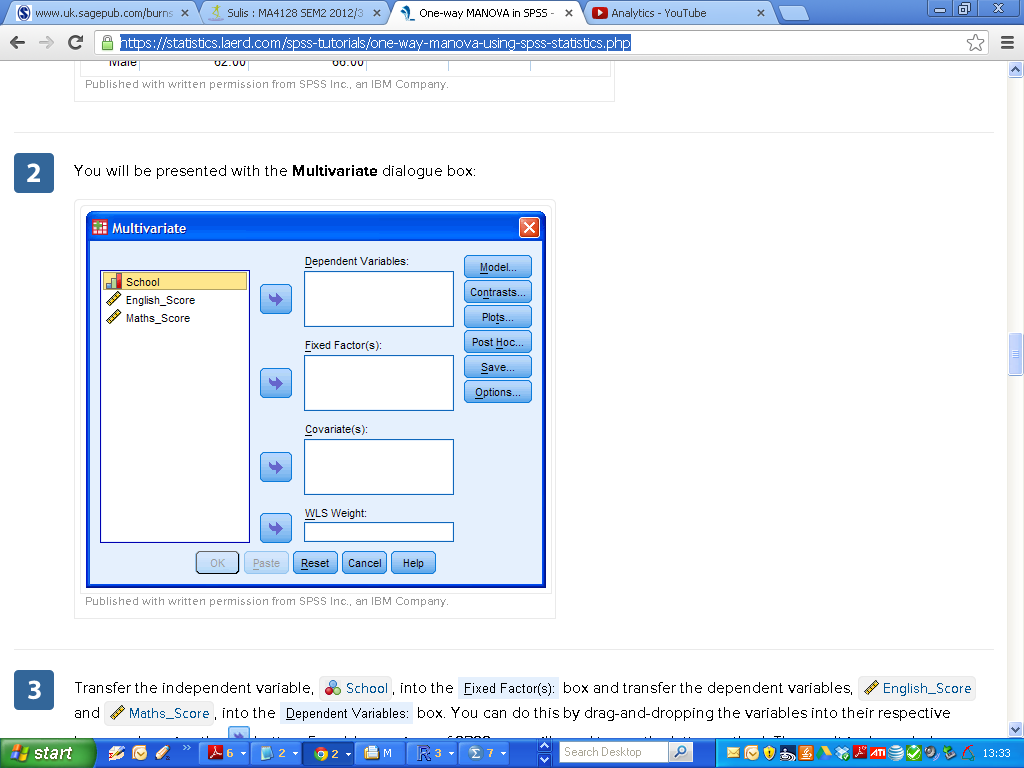 www.uk.sagepub.com/burns
Sulis : MA4128 SEM2 2012/3
One-way MANOVA in SPSS -
Analytics - YouTube
https://statistics.laerd.com/spss-tutorials/one-way-manova-using-spss-statistics.php
Male 62.00 66.00
Published with written permission from SPSS Inc., an IBM Company.
2
You will be presented with the Multivariate dialogue box:
Multivariate
School
English_Score
Maths_Score
Dependent Variables:
Fixed Factor(s):
Covariate(s):
WLS Weight:
Model...
Contrasts...
Plots...
Post Hoc...
Save...
Options...
OK Paste Reset Cancel Help
Published with written permission from SPSS Inc., an IBM Company.
3
Transfer the independent variable, School , into the Fixed Factor(s): box and transfer the dependent variables, English_Score
and Maths_Score , into the Dependent Variables: box. You can do this by drag-and-dropping the variables into their respective
start 6 2 2 M R 3 Σ 7 Search Desktop ATI 13:33